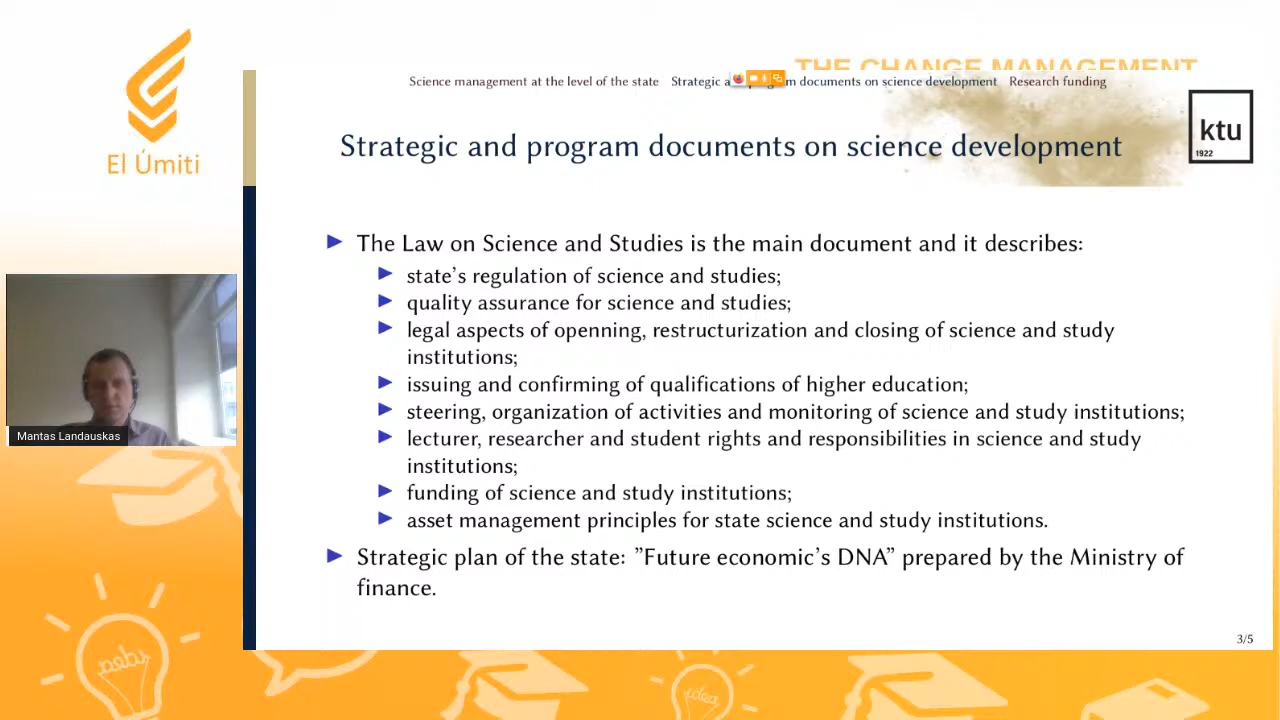 THE CHANGE MANAGEMENT
Science management at the level of the state Strategic a program documents on science development Research funding
ktu
1922
El Úmiti
Strategic and program documents on science development
▶ The Law on Science and Studies is the main document and it describes:
▶ state's regulation of science and studies;
▶ quality assurance for science and studies;
▶ legal aspects of openning, restructurization and closing of science and study
institutions;
▶ issuing and confirming of qualifications of higher education;
▶ steering, organization of activities and monitoring of science and study institutions;
▶ lecturer, researcher and student rights and responsibilities in science and study
institutions;
▶ funding of science and study institutions;
▶ asset management principles for state science and study institutions.
▶ Strategic plan of the state: ”Future economic's DNA” prepared by the Ministry of
finance.
Mantas Landauskas
3/5
idea
idea